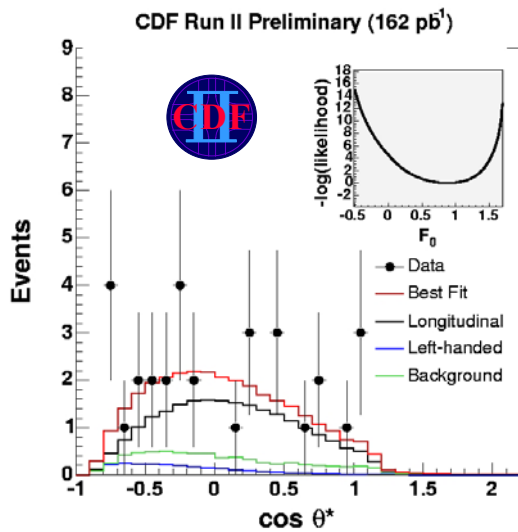 CDF Run II Preliminary (162 pb⁻¹)
9
8
7
6
5
4
3
2
1
0
Events
CDF
II
18
16
14
12
10
8
6
4
2
0
-2
-log(likelihood)
-0.5 0 0.5 1 1.5
F₀
Data
Best Fit
Longitudinal
Left-handed
Background
-1 -0.5 0 0.5 1 1.5 2
cos θ*